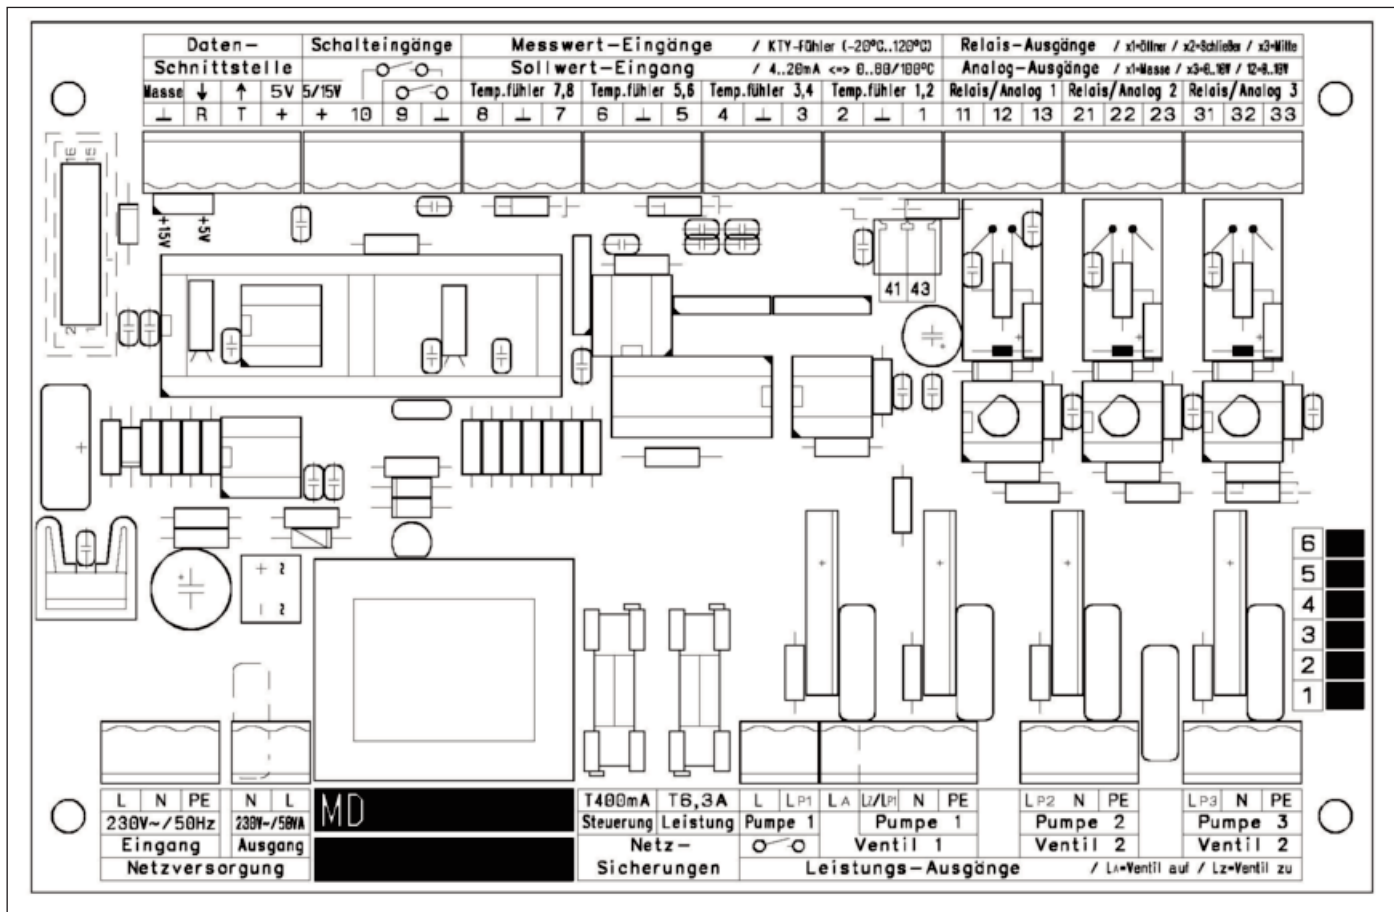 Daten- Schalteingänge Messwert-Eingänge / KTY-Fühler (-20°C..120°C) Relais-Ausgänge / x1=Öffner / x2=Schließer / x3=Mitte
Schnittstelle Sollwert-Eingang / 4..20mA <=> 0..80/100°C Analog-Ausgänge / x1=Masse / x3=0..10V / 12=0..10V
Masse ↓ ↑ 5V 5/15V Temp.fühler 7,8 Temp.fühler 5,6 Temp.fühler 3,4 Temp.fühler 1,2 Relais/Analog 1 Relais/Analog 2 Relais/Analog 3
⊥ R T + + 10 9 ⊥ 8 ⊥ 7 6 ⊥ 5 4 ⊥ 3 2 ⊥ 1 11 12 13 21 22 23 31 32 33
16 15
+15V +5V
41 43
2 1
6
5
4
3
2
1
L N PE N L MD T400mA T6,3A L LP1 LA LZ/LP1 N PE LP2 N PE LP3 N PE
230V~/50Hz 230V~/50VA Steuerung Leistung Pumpe 1 Pumpe 1 Pumpe 2 Pumpe 3
Eingang Ausgang Netz- Ventil 1 Ventil 2 Ventil 2
Netzversorgung Sicherungen Leistungs-Ausgänge / LA=Ventil auf / LZ=Ventil zu